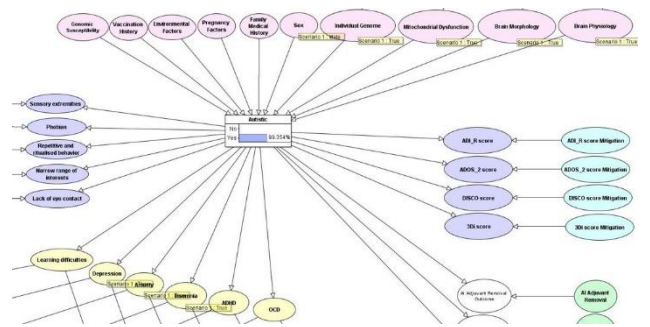 Genomic
Susceptibility
Vaccination
History
Environmental
Factors
Pregnancy
Factors
Family
Medical
History
Sex
Scenario 1 : Male
Individual Genome
Scenario 1 : True
Mitochondrial Dysfunction
Scenario 1 : True
Brain Morphology
Scenario 1 : True
Brain Physiology
Scenario 1 : True
Sensory extremities
Phobias
Repetitive and
ritualised behavior
Narrow range of
interests
Lack of eye contact
Autistic
No
Yes
ADI_R score
ADI_R score Mitigation
ADOS_2 score
ADOS_2 score Mitigation
DISCO score
DISCO score Mitigation
3Di score
3Di score Mitigation
Learning difficulties
Depression
Scenario 1 : True
Scenario 1 : True
Insomnia
Scenario 1 : True
ADHD
OCD
AI Adjuvant Removal
Outcome
AI Adjuvant
Removal